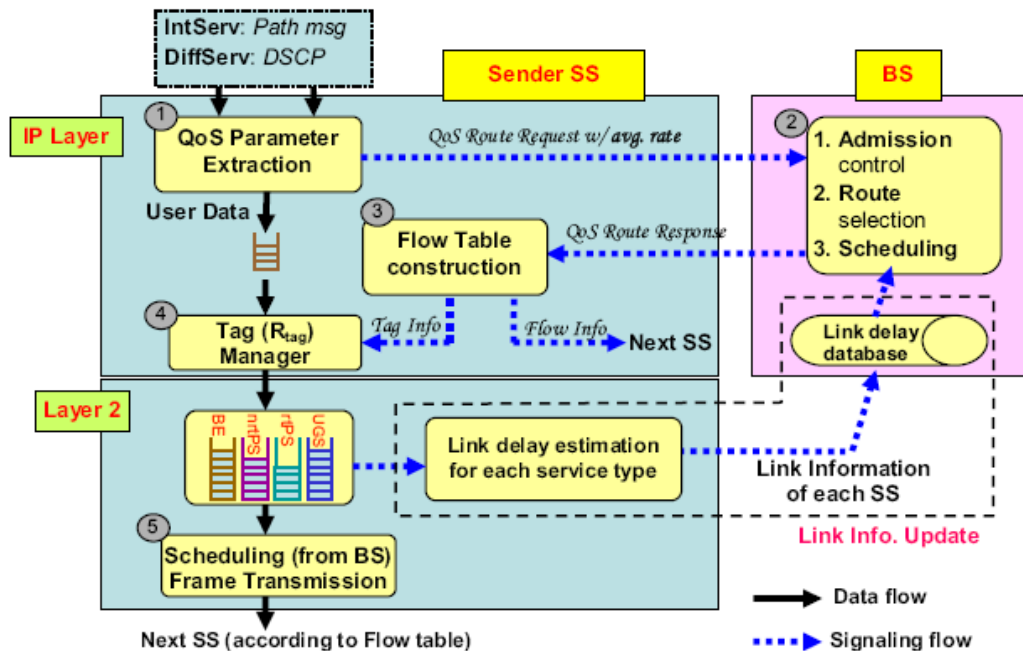 IntServ: Path msg
DiffServ: DSCP
Sender SS
BS
IP Layer
1
QoS Parameter
Extraction
QoS Route Request w/ avg. rate
2
1. Admission
control
2. Route
selection
3. Scheduling
User Data
3
Flow Table
construction
QoS Route Response
4
Tag (Rtag)
Manager
Tag Info
Flow Info
Next SS
Link delay
database
Layer 2
BE
nrtPS
rtPS
UGS
Link delay estimation
for each service type
Link Information
of each SS
Link Info. Update
5
Scheduling (from BS)
Frame Transmission
Data flow
Next SS (according to Flow table)
Signaling flow